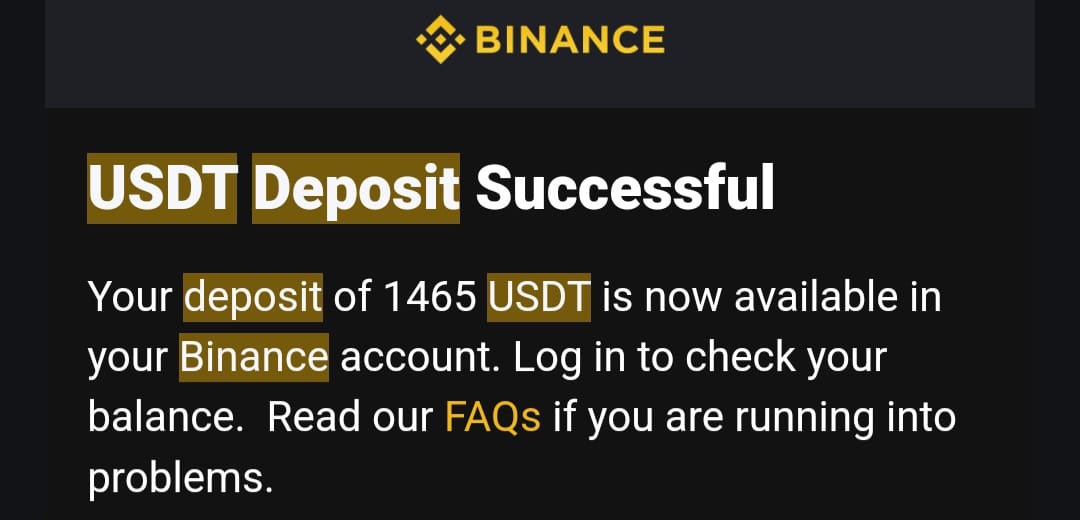 BINANCE
USDT Deposit Successful
Your deposit of 1465 USDT is now available in
your Binance account. Log in to check your
balance.  Read our FAQs if you are running into
problems.